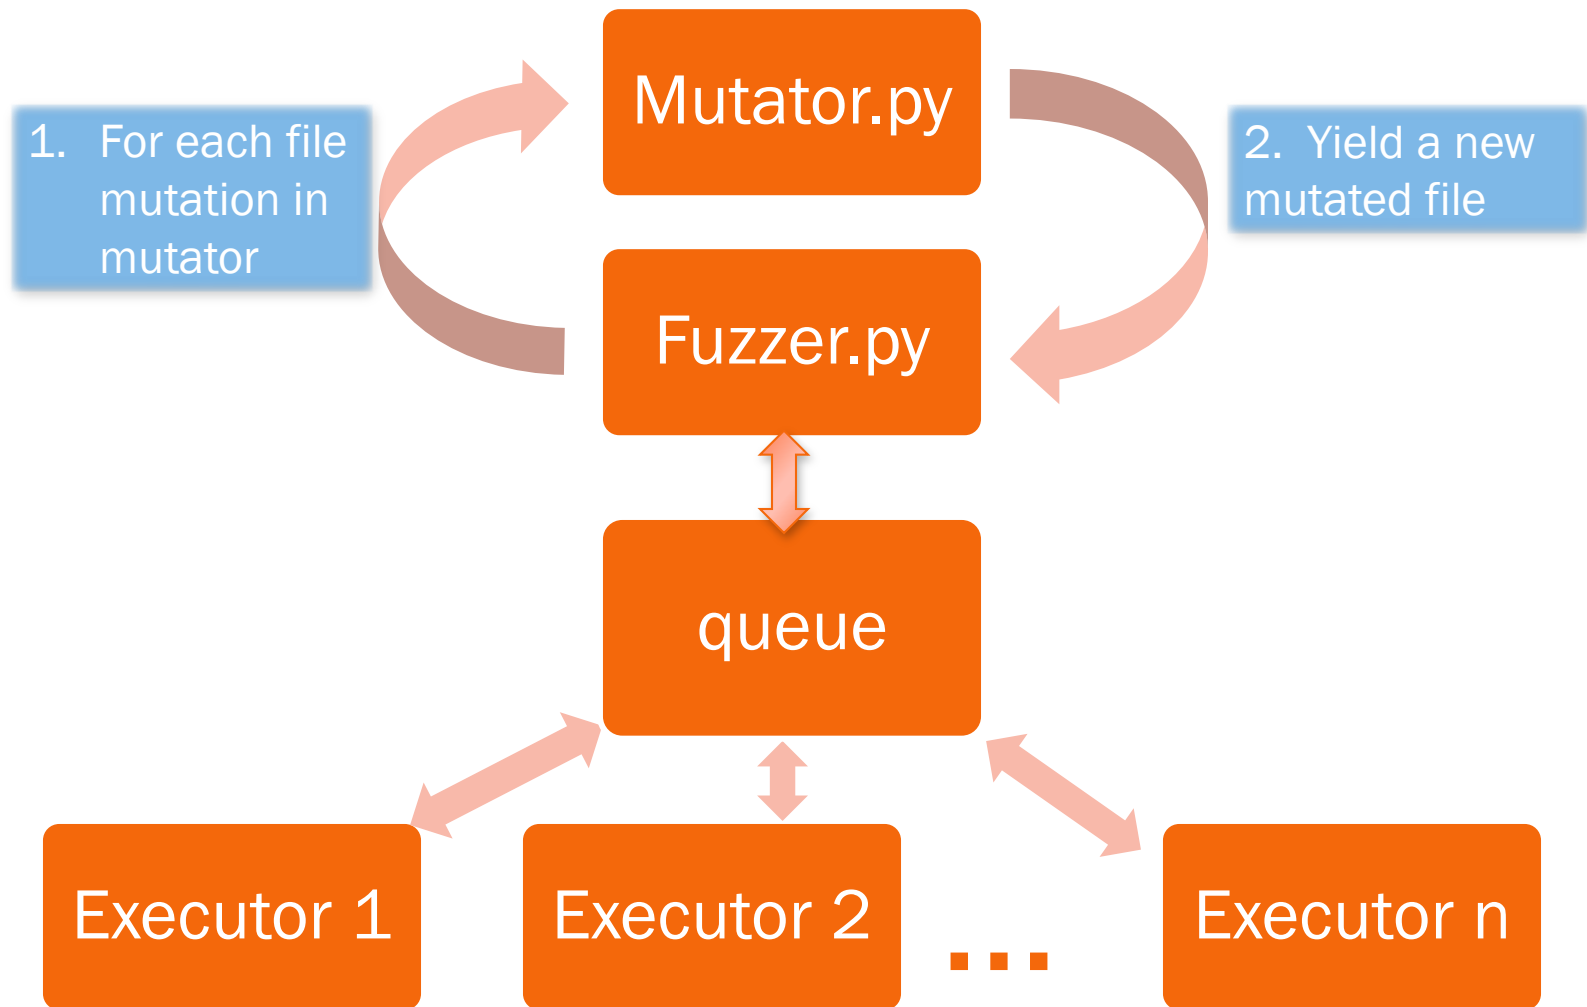 Mutator.py
1. For each file
mutation in
mutator
2. Yield a new
mutated file
Fuzzer.py
queue
Executor 1
Executor 2
...
Executor n